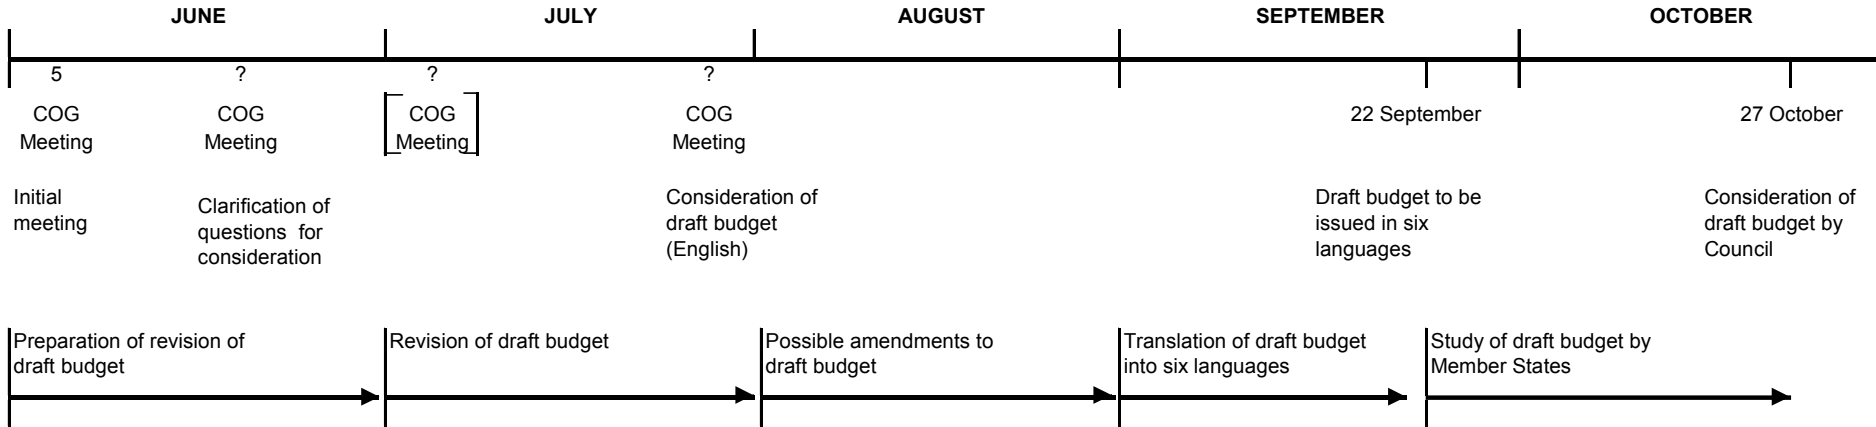 JUNE JULY AUGUST SEPTEMBER OCTOBER
5 ? ? ?
COG COG COG COG 22 September 27 October
Meeting Meeting Meeting Meeting
Initial
meeting
Clarification of
questions for
consideration
Consideration of
draft budget
(English)
Draft budget to be
issued in six
languages
Consideration of
draft budget by
Council
Preparation of revision of
draft budget
Revision of draft budget
Possible amendments to
draft budget
Translation of draft budget
into six languages
Study of draft budget by
Member States